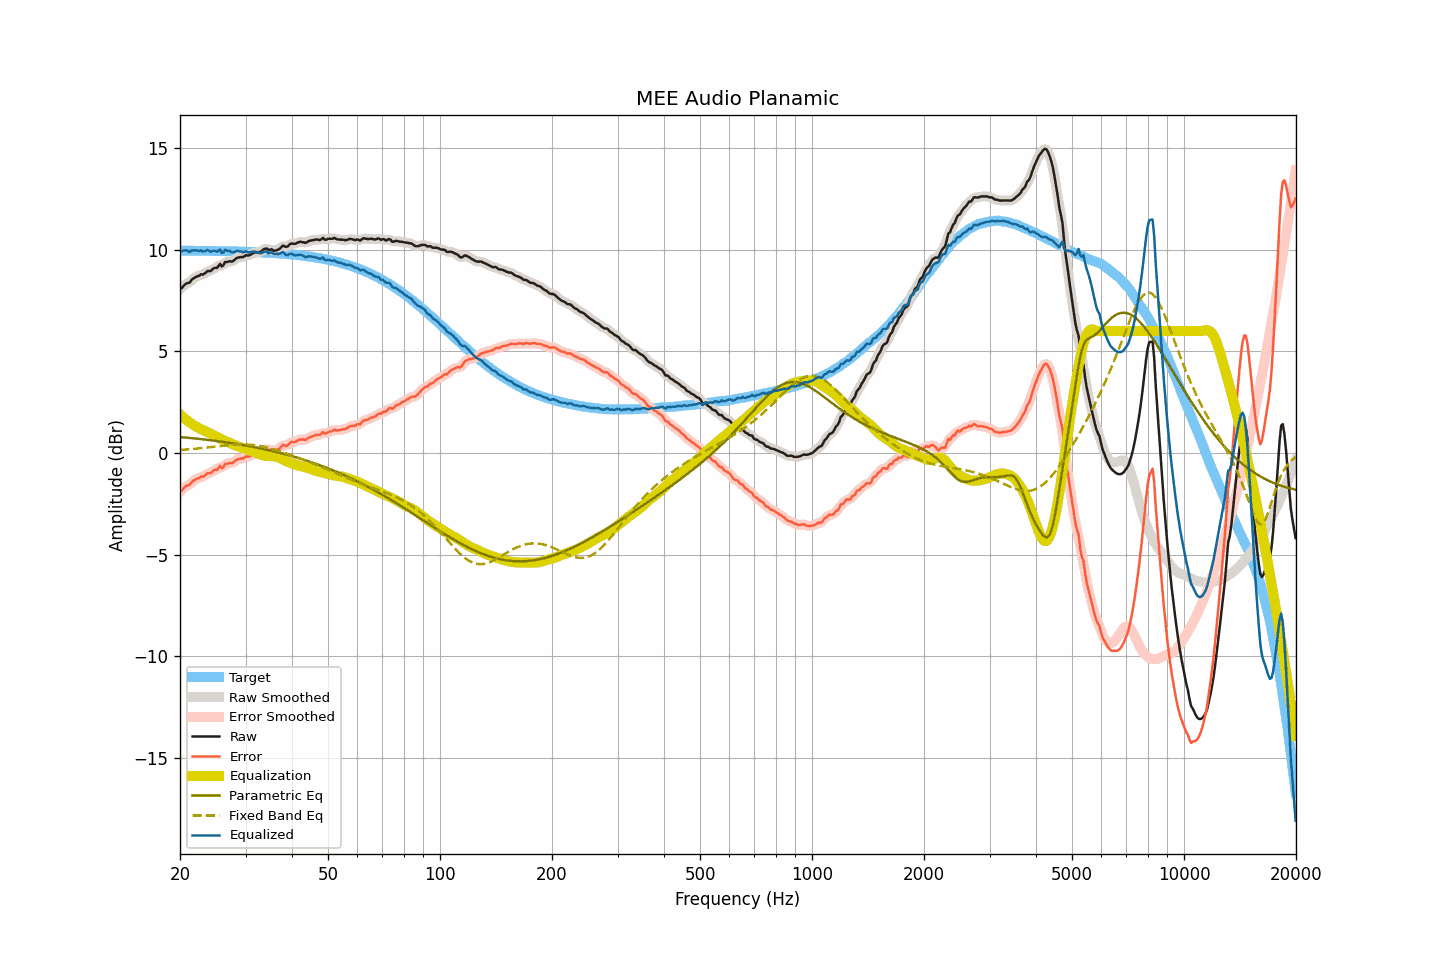 MEE Audio Planamic
Amplitude (dBr)
15
10
5
0
−5
−10
−15
Target
Raw Smoothed
Error Smoothed
Raw
Error
Equalization
Parametric Eq
Fixed Band Eq
Equalized
20 50 100 200 500 1000 2000 5000 10000 20000
Frequency (Hz)